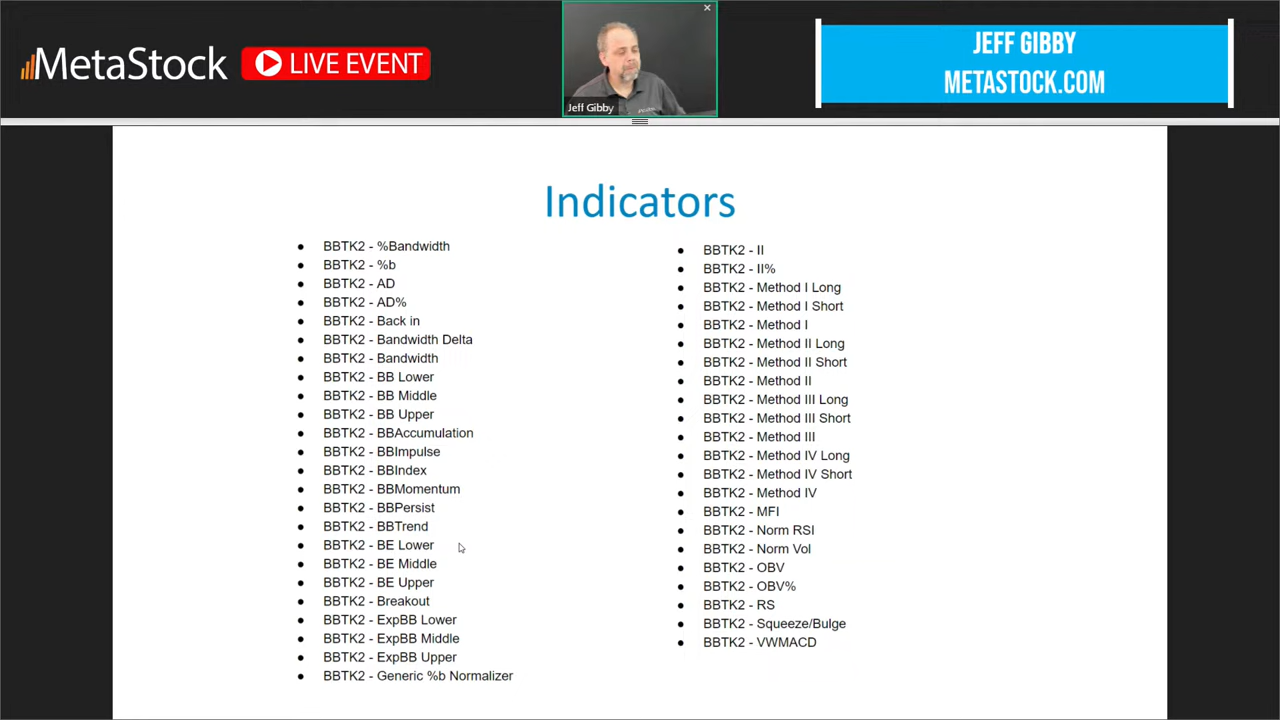 MetaStock
LIVE EVENT
Jeff Gibby
JEFF GIBBY
METASTOCK.COM
Indicators
BBTK2 - %Bandwidth
BBTK2 - %b
BBTK2 - AD
BBTK2 - AD%
BBTK2 - Back in
BBTK2 - Bandwidth Delta
BBTK2 - Bandwidth
BBTK2 - BB Lower
BBTK2 - BB Middle
BBTK2 - BB Upper
BBTK2 - BBAccumulation
BBTK2 - BBImpulse
BBTK2 - BBIndex
BBTK2 - BBMomentum
BBTK2 - BBPersist
BBTK2 - BBTrend
BBTK2 - BE Lower
BBTK2 - BE Middle
BBTK2 - BE Upper
BBTK2 - Breakout
BBTK2 - ExpBB Lower
BBTK2 - ExpBB Middle
BBTK2 - ExpBB Upper
BBTK2 - Generic %b Normalizer
BBTK2 - II
BBTK2 - II%
BBTK2 - Method I Long
BBTK2 - Method I Short
BBTK2 - Method I
BBTK2 - Method II Long
BBTK2 - Method II Short
BBTK2 - Method II
BBTK2 - Method III Long
BBTK2 - Method III Short
BBTK2 - Method III
BBTK2 - Method IV Long
BBTK2 - Method IV Short
BBTK2 - Method IV
BBTK2 - MFI
BBTK2 - Norm RSI
BBTK2 - Norm Vol
BBTK2 - OBV
BBTK2 - OBV%
BBTK2 - RS
BBTK2 - Squeeze/Bulge
BBTK2 - VWMACD